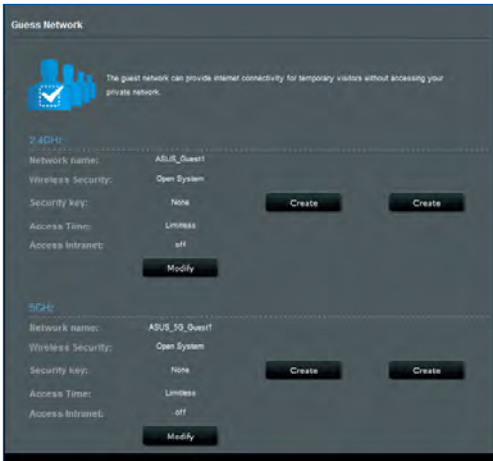 Guess Network
The guest network can provide internet connectivity for temporary visitors without accessing your
private network.
2.4GHz
Network name: ASUS_Guest1
Wireless Security: Open System
Security key: None Create Create
Access Time: Limitless
Access Intranet: off
Modify
5GHz
Network name: ASUS_5G_Guest1
Wireless Security: Open System
Security key: None Create Create
Access Time: Limitless
Access Intranet: off
Modify